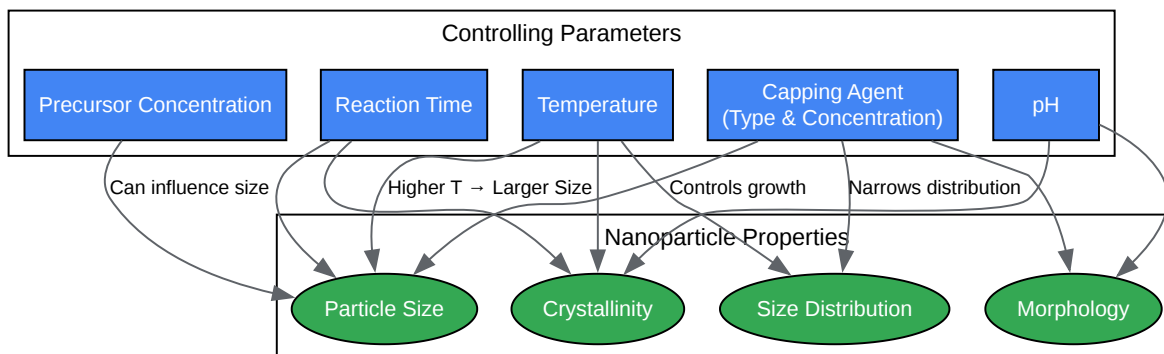 Controlling Parameters
Precursor Concentration
Reaction Time
Temperature
Capping Agent
(Type & Concentration)
pH
Can influence size
Higher T → Larger Size
Controls growth
Narrows distribution
Nanoparticle Properties
Particle Size
Crystallinity
Size Distribution
Morphology